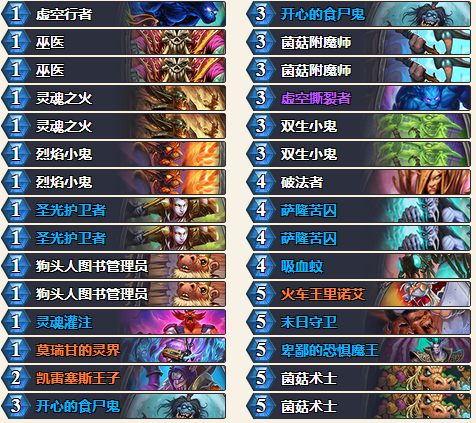 1 虚空行者
1 巫医
1 巫医
1 灵魂之火
1 灵魂之火
1 烈焰小鬼
1 烈焰小鬼
1 圣光护卫者
1 圣光护卫者
1 狗头人图书管理员
1 狗头人图书管理员
1 灵魂灌注
1 莫瑞甘的灵界
2 凯雷塞斯王子
3 开心的食尸鬼
3 开心的食尸鬼
3 菌菇附魔师
3 菌菇附魔师
3 虚空撕裂者
3 双生小鬼
3 双生小鬼
4 破法者
4 萨隆苦囚
4 萨隆苦囚
4 吸血蚊
5 火车王里诺艾
5 末日守卫
5 卑鄙的恐惧魔王
5 菌菇术士
5 菌菇术士